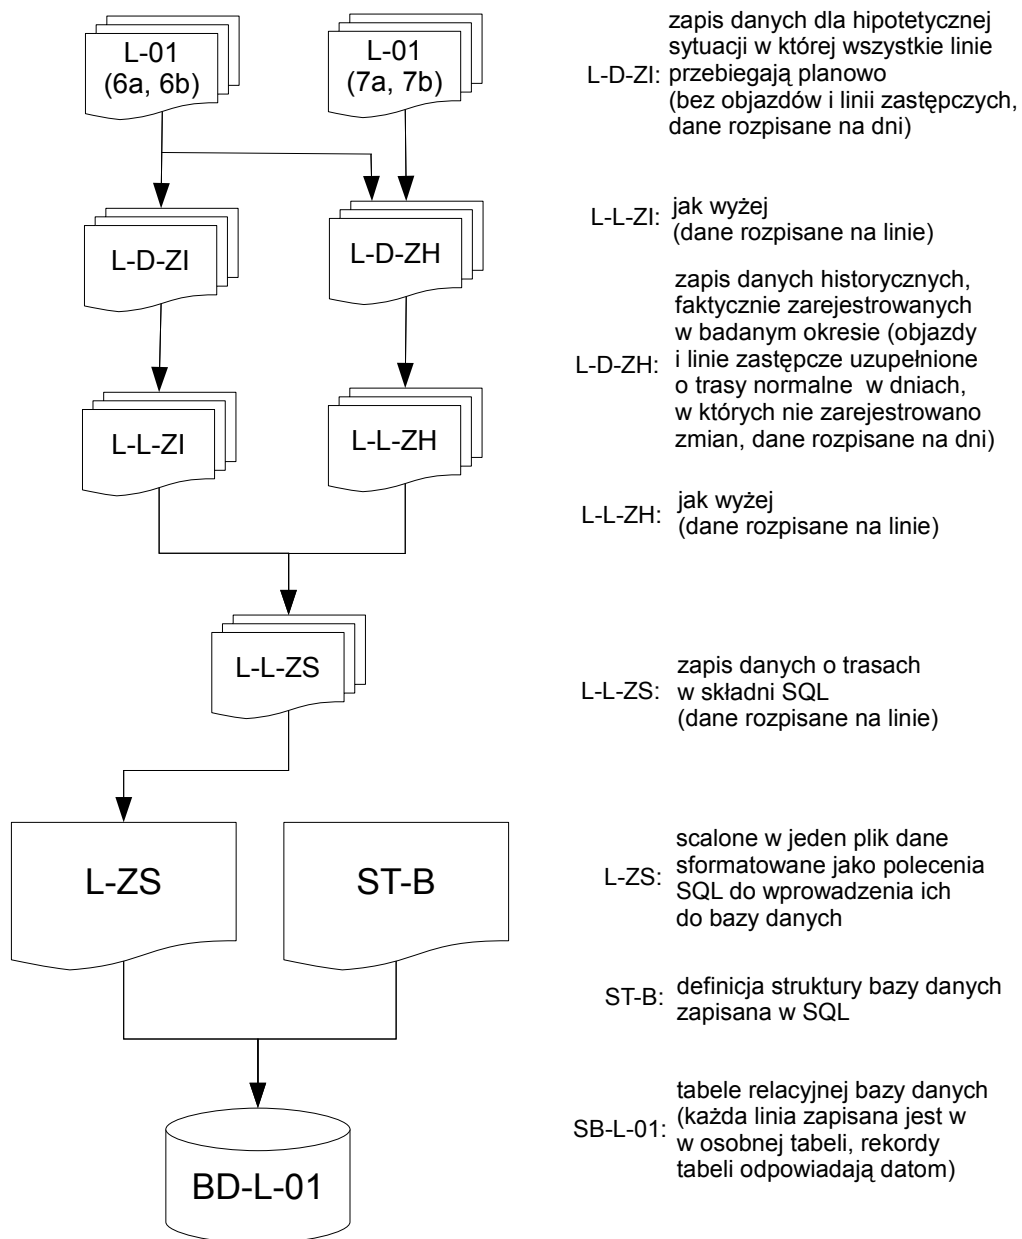 L-01
(6a, 6b)
L-01
(7a, 7b)
L-D-ZI
L-D-ZH
L-L-ZI
L-L-ZH
L-L-ZS
L-ZS
ST-B
BD-L-01
L-D-ZI:
zapis danych dla hipotetycznej
sytuacji w której wszystkie linie
przebiegają planowo
(bez objazdów i linii zastępczych,
dane rozpisane na dni)
L-L-ZI:
jak wyżej
(dane rozpisane na linie)
L-D-ZH:
zapis danych historycznych,
faktycznie zarejestrowanych
w badanym okresie (objazdy
i linie zastępcze uzupełnione
o trasy normalne w dniach,
w których nie zarejestrowano
zmian, dane rozpisane na dni)
L-L-ZH:
jak wyżej
(dane rozpisane na linie)
L-L-ZS:
zapis danych o trasach
w składni SQL
(dane rozpisane na linie)
L-ZS:
scalone w jeden plik dane
sformatowane jako polecenia
SQL do wprowadzenia ich
do bazy danych
ST-B:
definicja struktury bazy danych
zapisana w SQL
SB-L-01:
tabele relacyjnej bazy danych
(każda linia zapisana jest w
w osobnej tabeli, rekordy
tabeli odpowiadają datom)